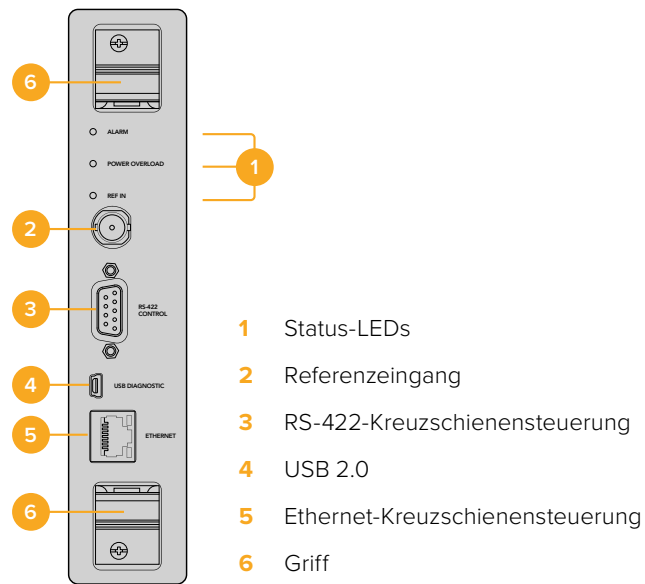 6
ALARM
POWER OVERLOAD
1
REF IN
2
3
RS-422
CONTROL
4
USB DIAGNOSTIC
5
ETHERNET
6
1 Status-LEDs
2 Referenzeingang
3 RS-422-Kreuzschienensteuerung
4 USB 2.0
5 Ethernet-Kreuzschienensteuerung
6 Griff